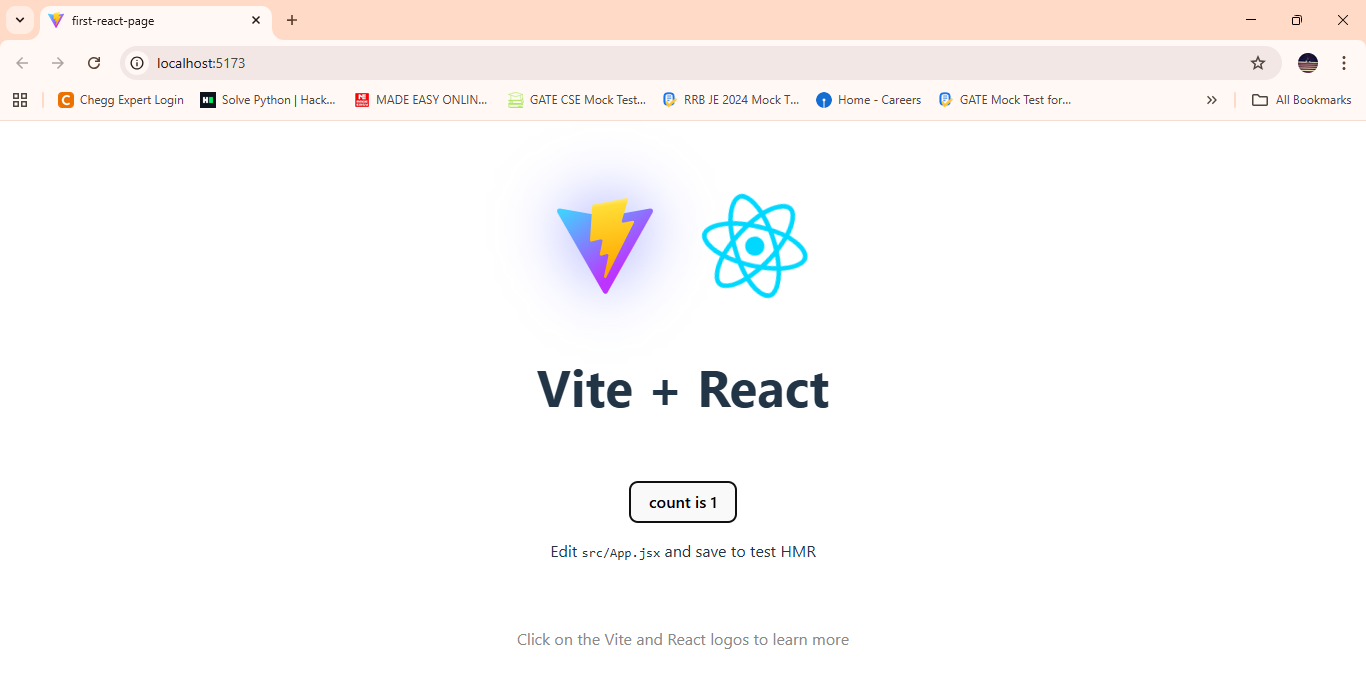 first-react-page
localhost:5173
Chegg Expert Login
Solve Python | Hack...
MADE EASY ONLIN...
GATE CSE Mock Test...
RRB JE 2024 Mock T...
Home - Careers
GATE Mock Test for...
All Bookmarks
Vite + React
count is 1
Edit src/App.jsx and save to test HMR
Click on the Vite and React logos to learn more